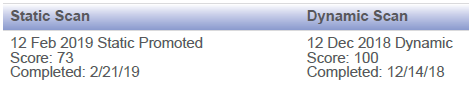 Static Scan Dynamic Scan
12 Feb 2019 Static Promoted 12 Dec 2018 Dynamic
Score: 73 Score: 100
Completed: 2/21/19 Completed: 12/14/18